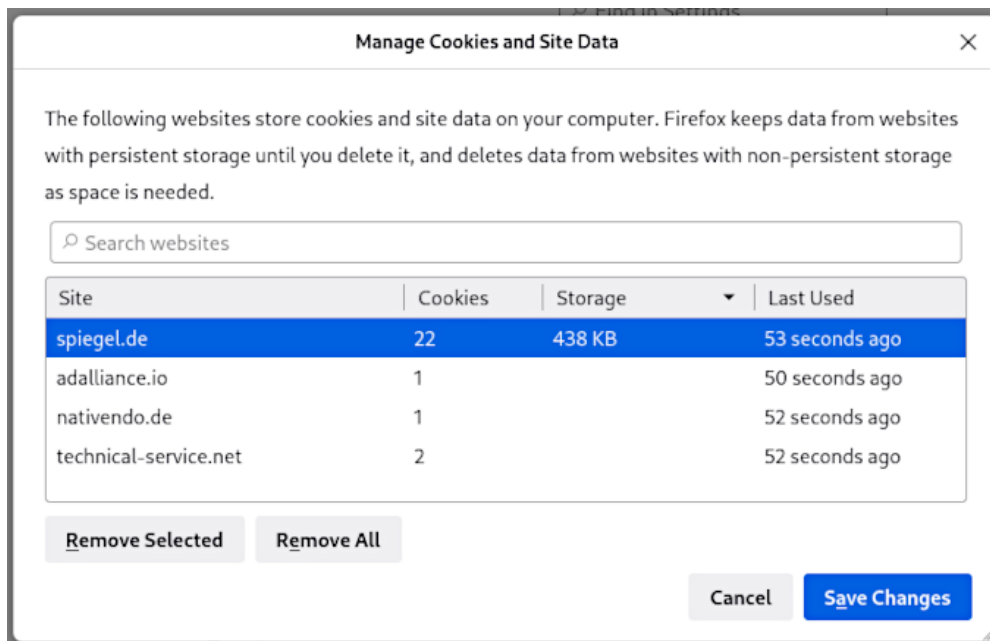 Find in Settings
Manage Cookies and Site Data
The following websites store cookies and site data on your computer. Firefox keeps data from websites
with persistent storage until you delete it, and deletes data from websites with non-persistent storage
as space is needed.
Search websites
Site Cookies Storage Last Used
spiegel.de 22 438 KB 53 seconds ago
adalliance.io 1 50 seconds ago
nativendo.de 1 52 seconds ago
technical-service.net 2 52 seconds ago
Remove Selected Remove All
Cancel Save Changes